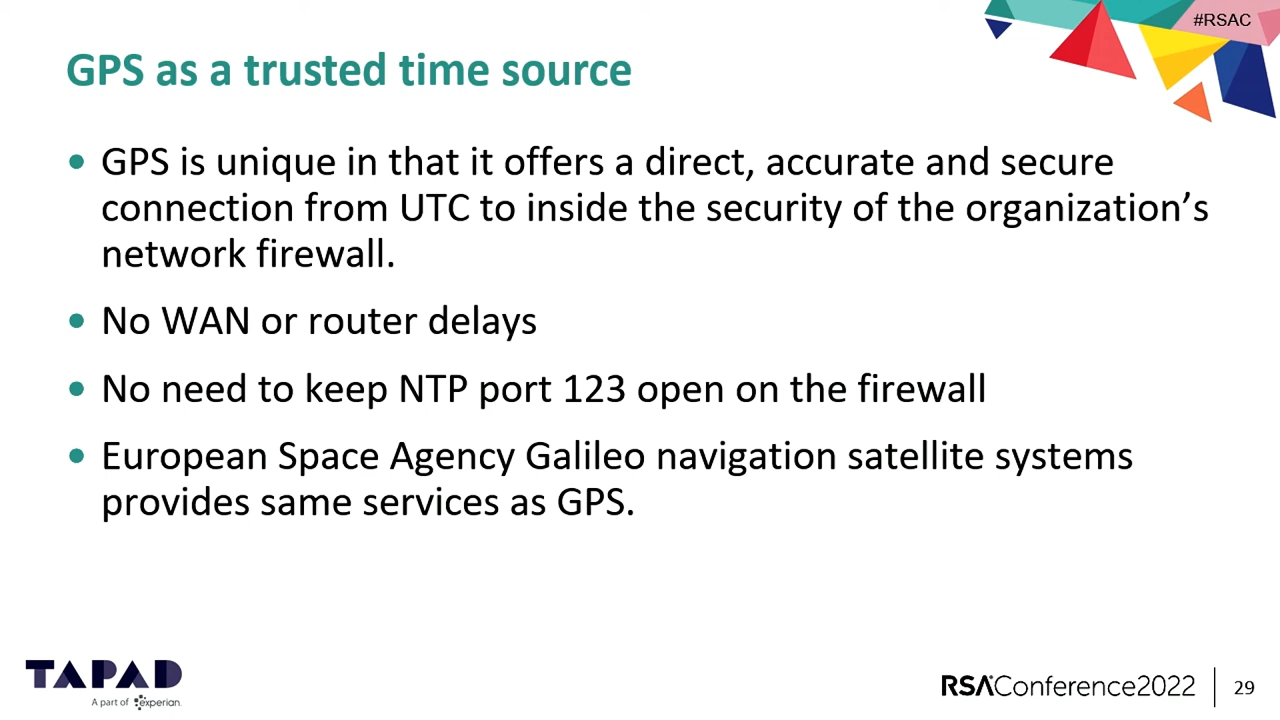 #RSAC
GPS as a trusted time source
• GPS is unique in that it offers a direct, accurate and secure
connection from UTC to inside the security of the organization’s
network firewall.
• No WAN or router delays
• No need to keep NTP port 123 open on the firewall
• European Space Agency Galileo navigation satellite systems
provides same services as GPS.
TAPAD
A part of experian.
RSAConference2022
29